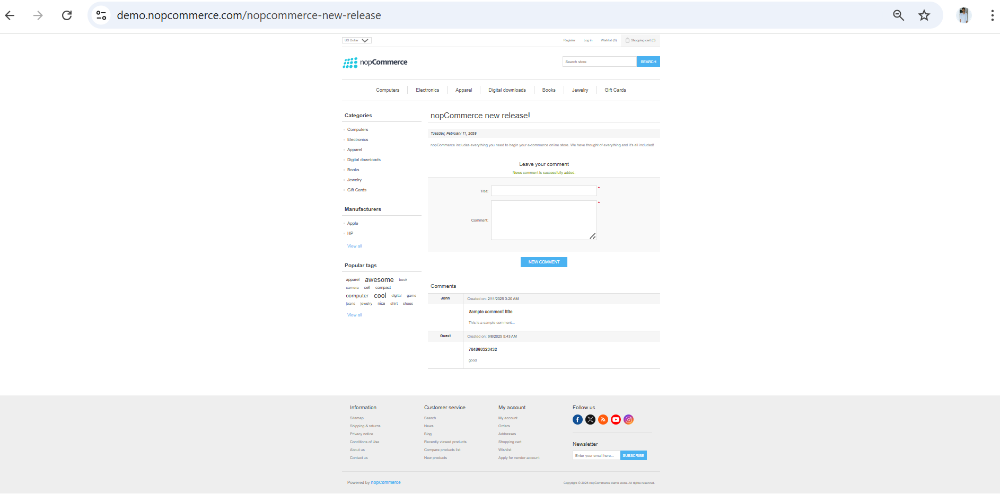 demo.nopcommerce.com/nopcommerce-new-release
US Dollar
Register Log in Wishlist (0) Shopping cart (0)
nopCommerce
Search store SEARCH
Computers Electronics Apparel Digital downloads Books Jewelry Gift Cards
Categories
Computers
Electronics
Apparel
Digital downloads
Books
Jewelry
Gift Cards
Manufacturers
Apple
HP
View all
Popular tags
apparel awesome book
camera cell compact
computer cool digital game
jeans jewelry nice shirt shoes
View all
nopCommerce new release!
Tuesday, February 11, 2025
nopCommerce includes everything you need to begin your e-commerce online store. We have thought of everything and it's all included!
Leave your comment
News comment is successfully added.
Title: *
Comment: *
NEW COMMENT
Comments
John Created on: 2/11/2025 3:20 AM
Sample comment title
This is a sample comment...
Guest Created on: 9/8/2025 5:43 AM
784860923432
good
Information
Sitemap
Shipping & returns
Privacy notice
Conditions of Use
About us
Contact us
Customer service
Search
News
Blog
Recently viewed products
Compare products list
New products
My account
My account
Orders
Addresses
Shopping cart
Wishlist
Apply for vendor account
Follow us
Newsletter
Enter your email here... SUBSCRIBE
Powered by nopCommerce
Copyright © 2025 nopCommerce demo store. All rights reserved.